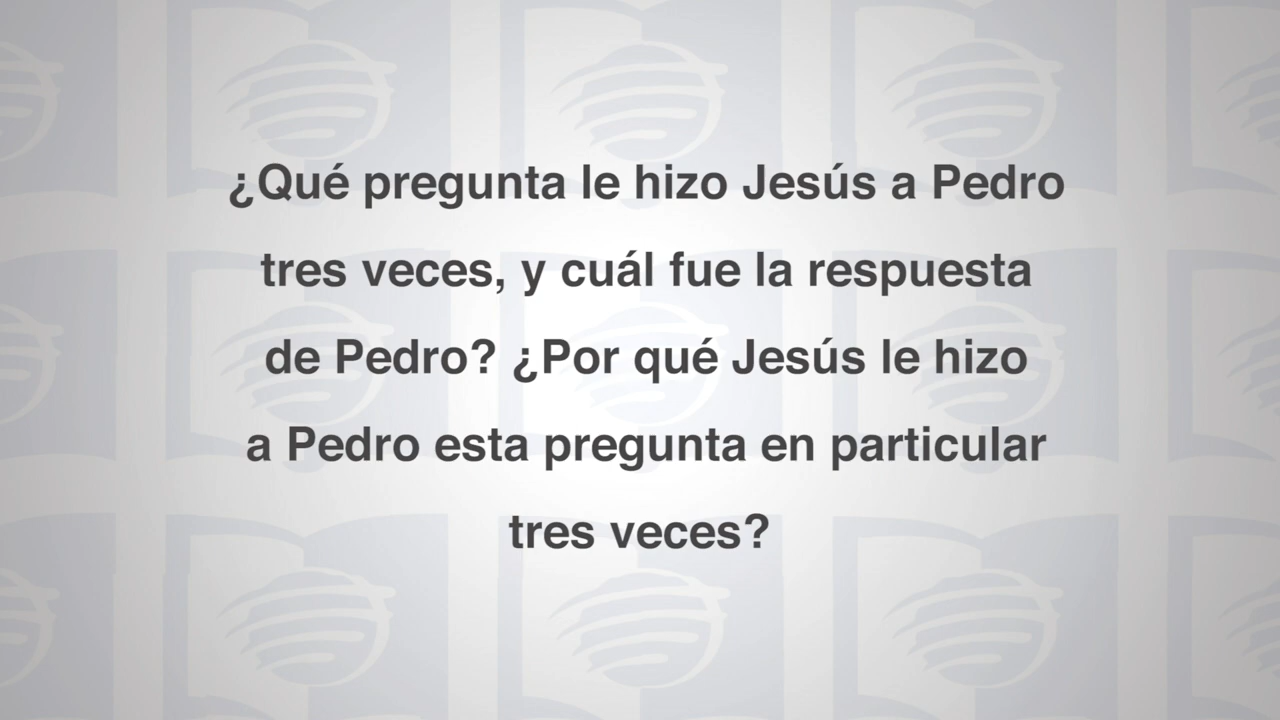 ¿Qué pregunta le hizo Jesús a Pedro
tres veces, y cuál fue la respuesta
de Pedro? ¿Por qué Jesús le hizo
a Pedro esta pregunta en particular
tres veces?